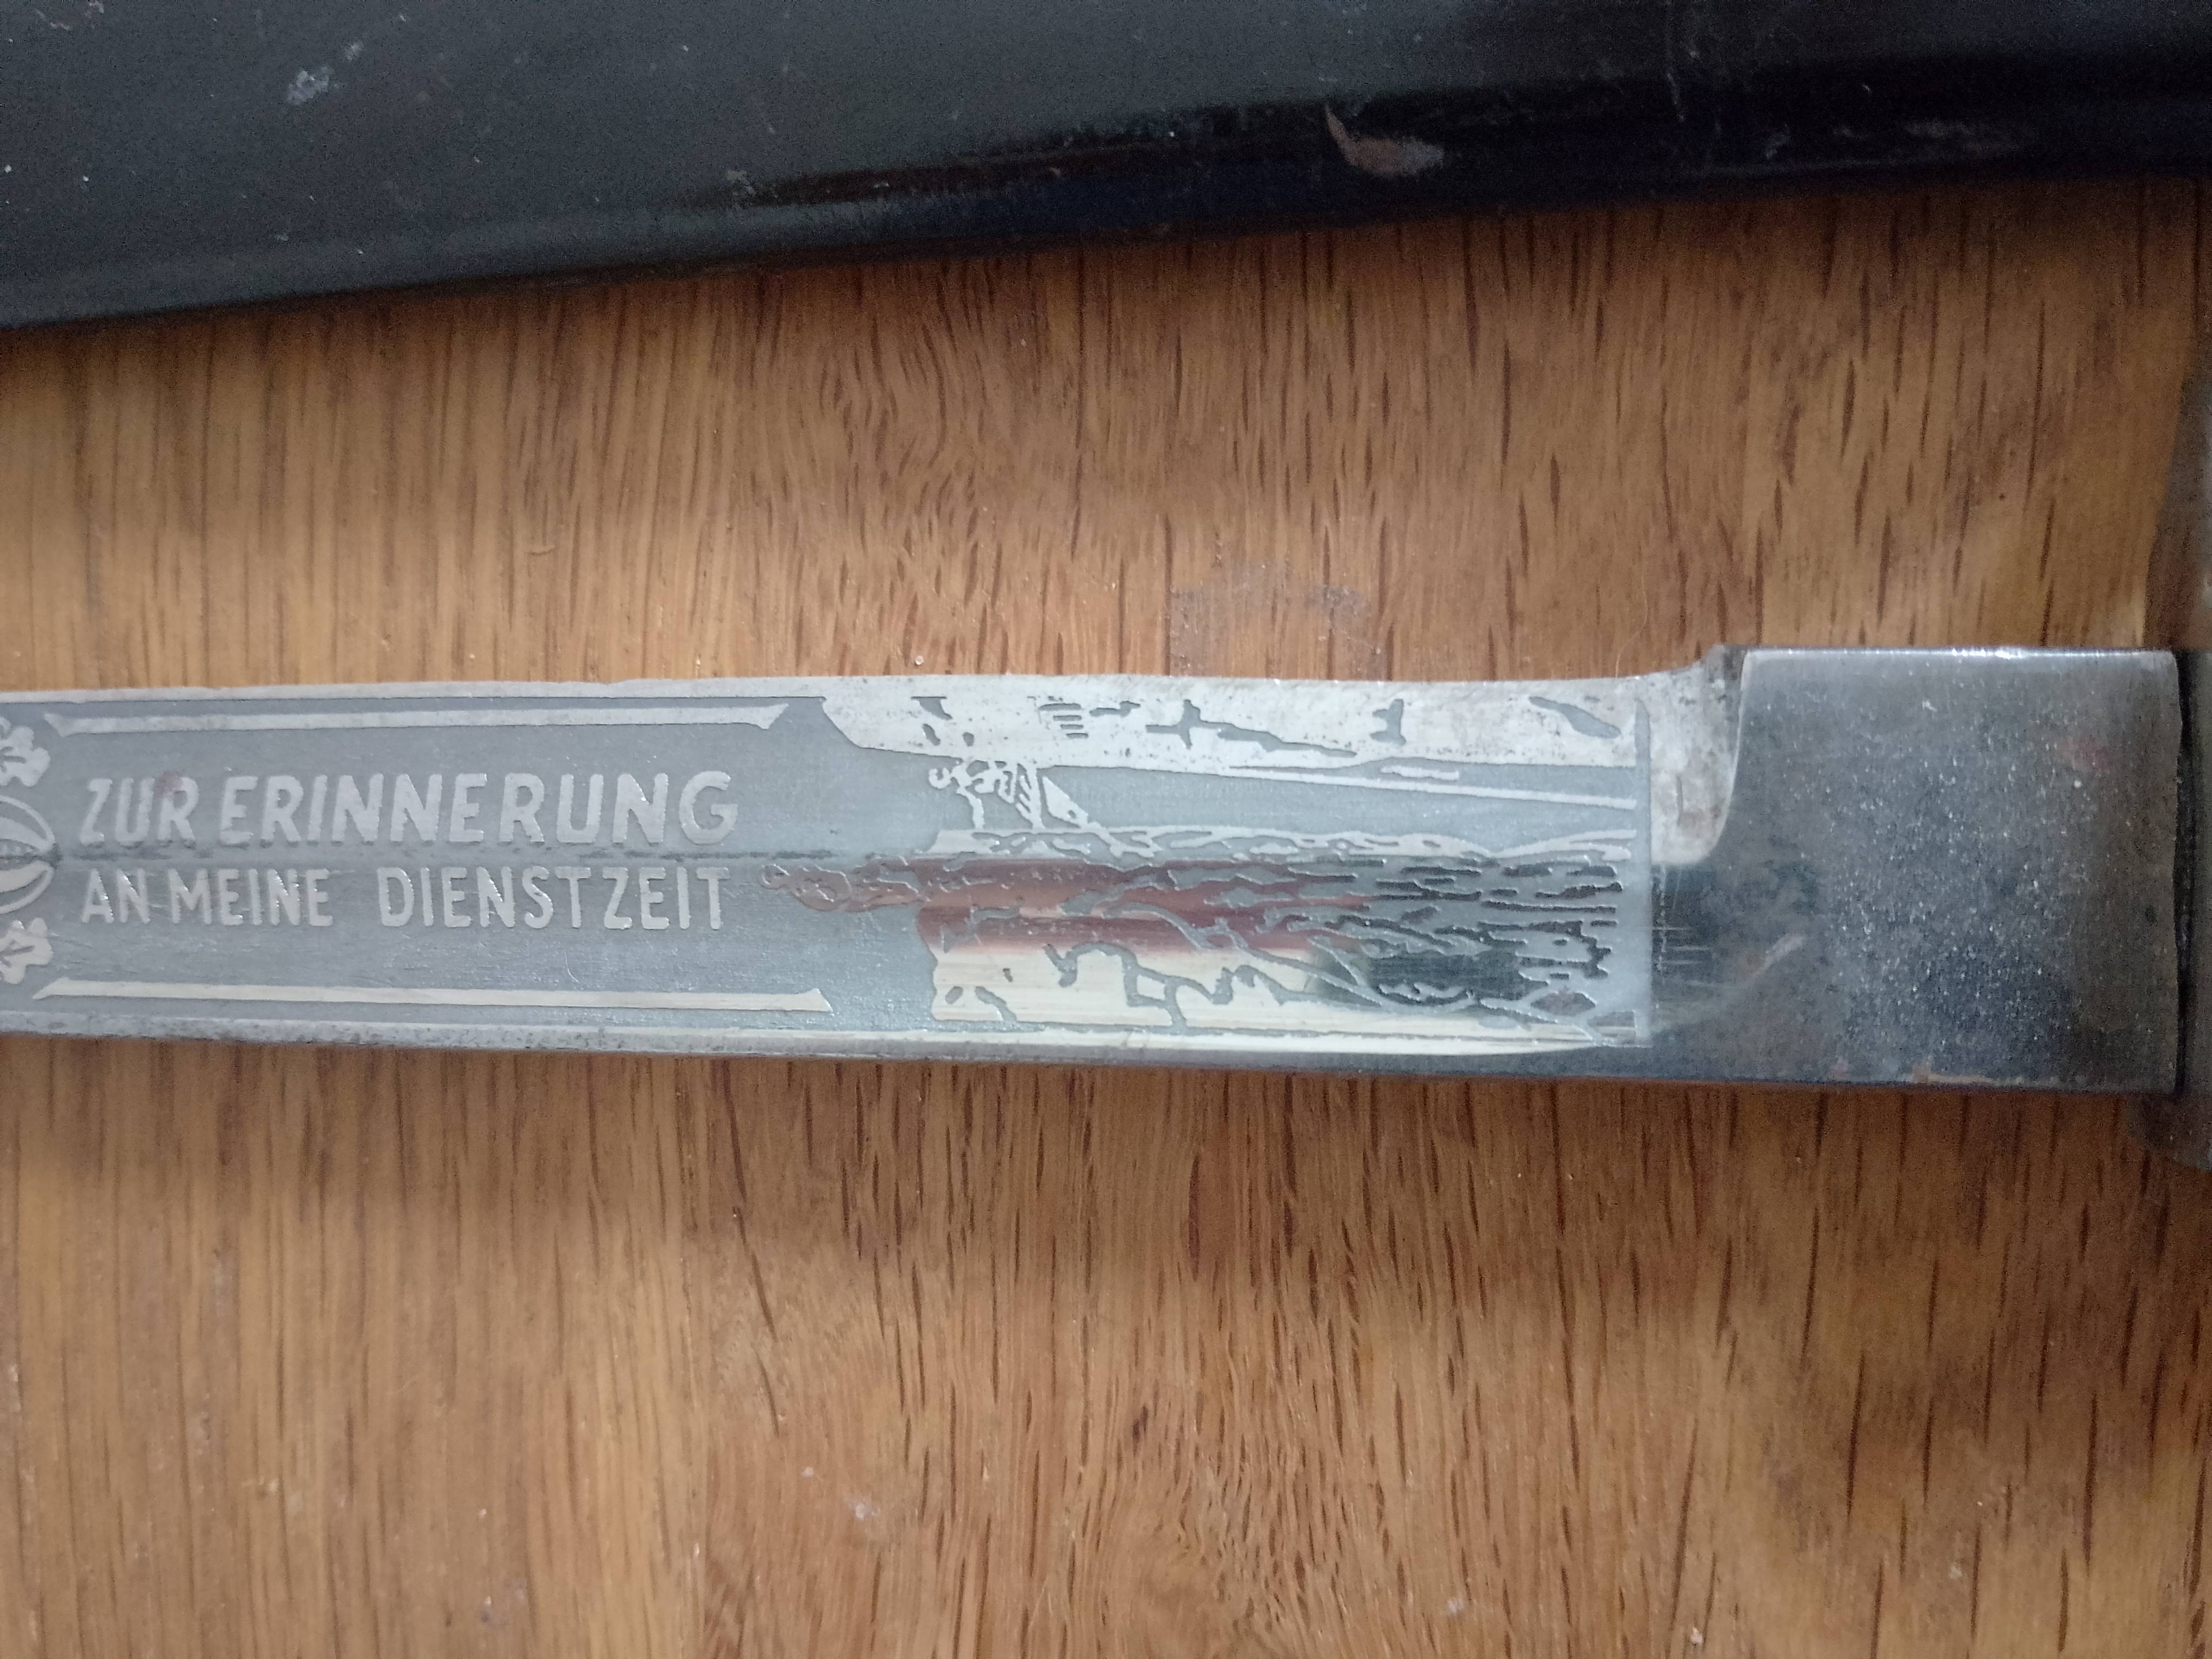 ZUR ERINNERUNG
AN MEINE DIENSTZEIT